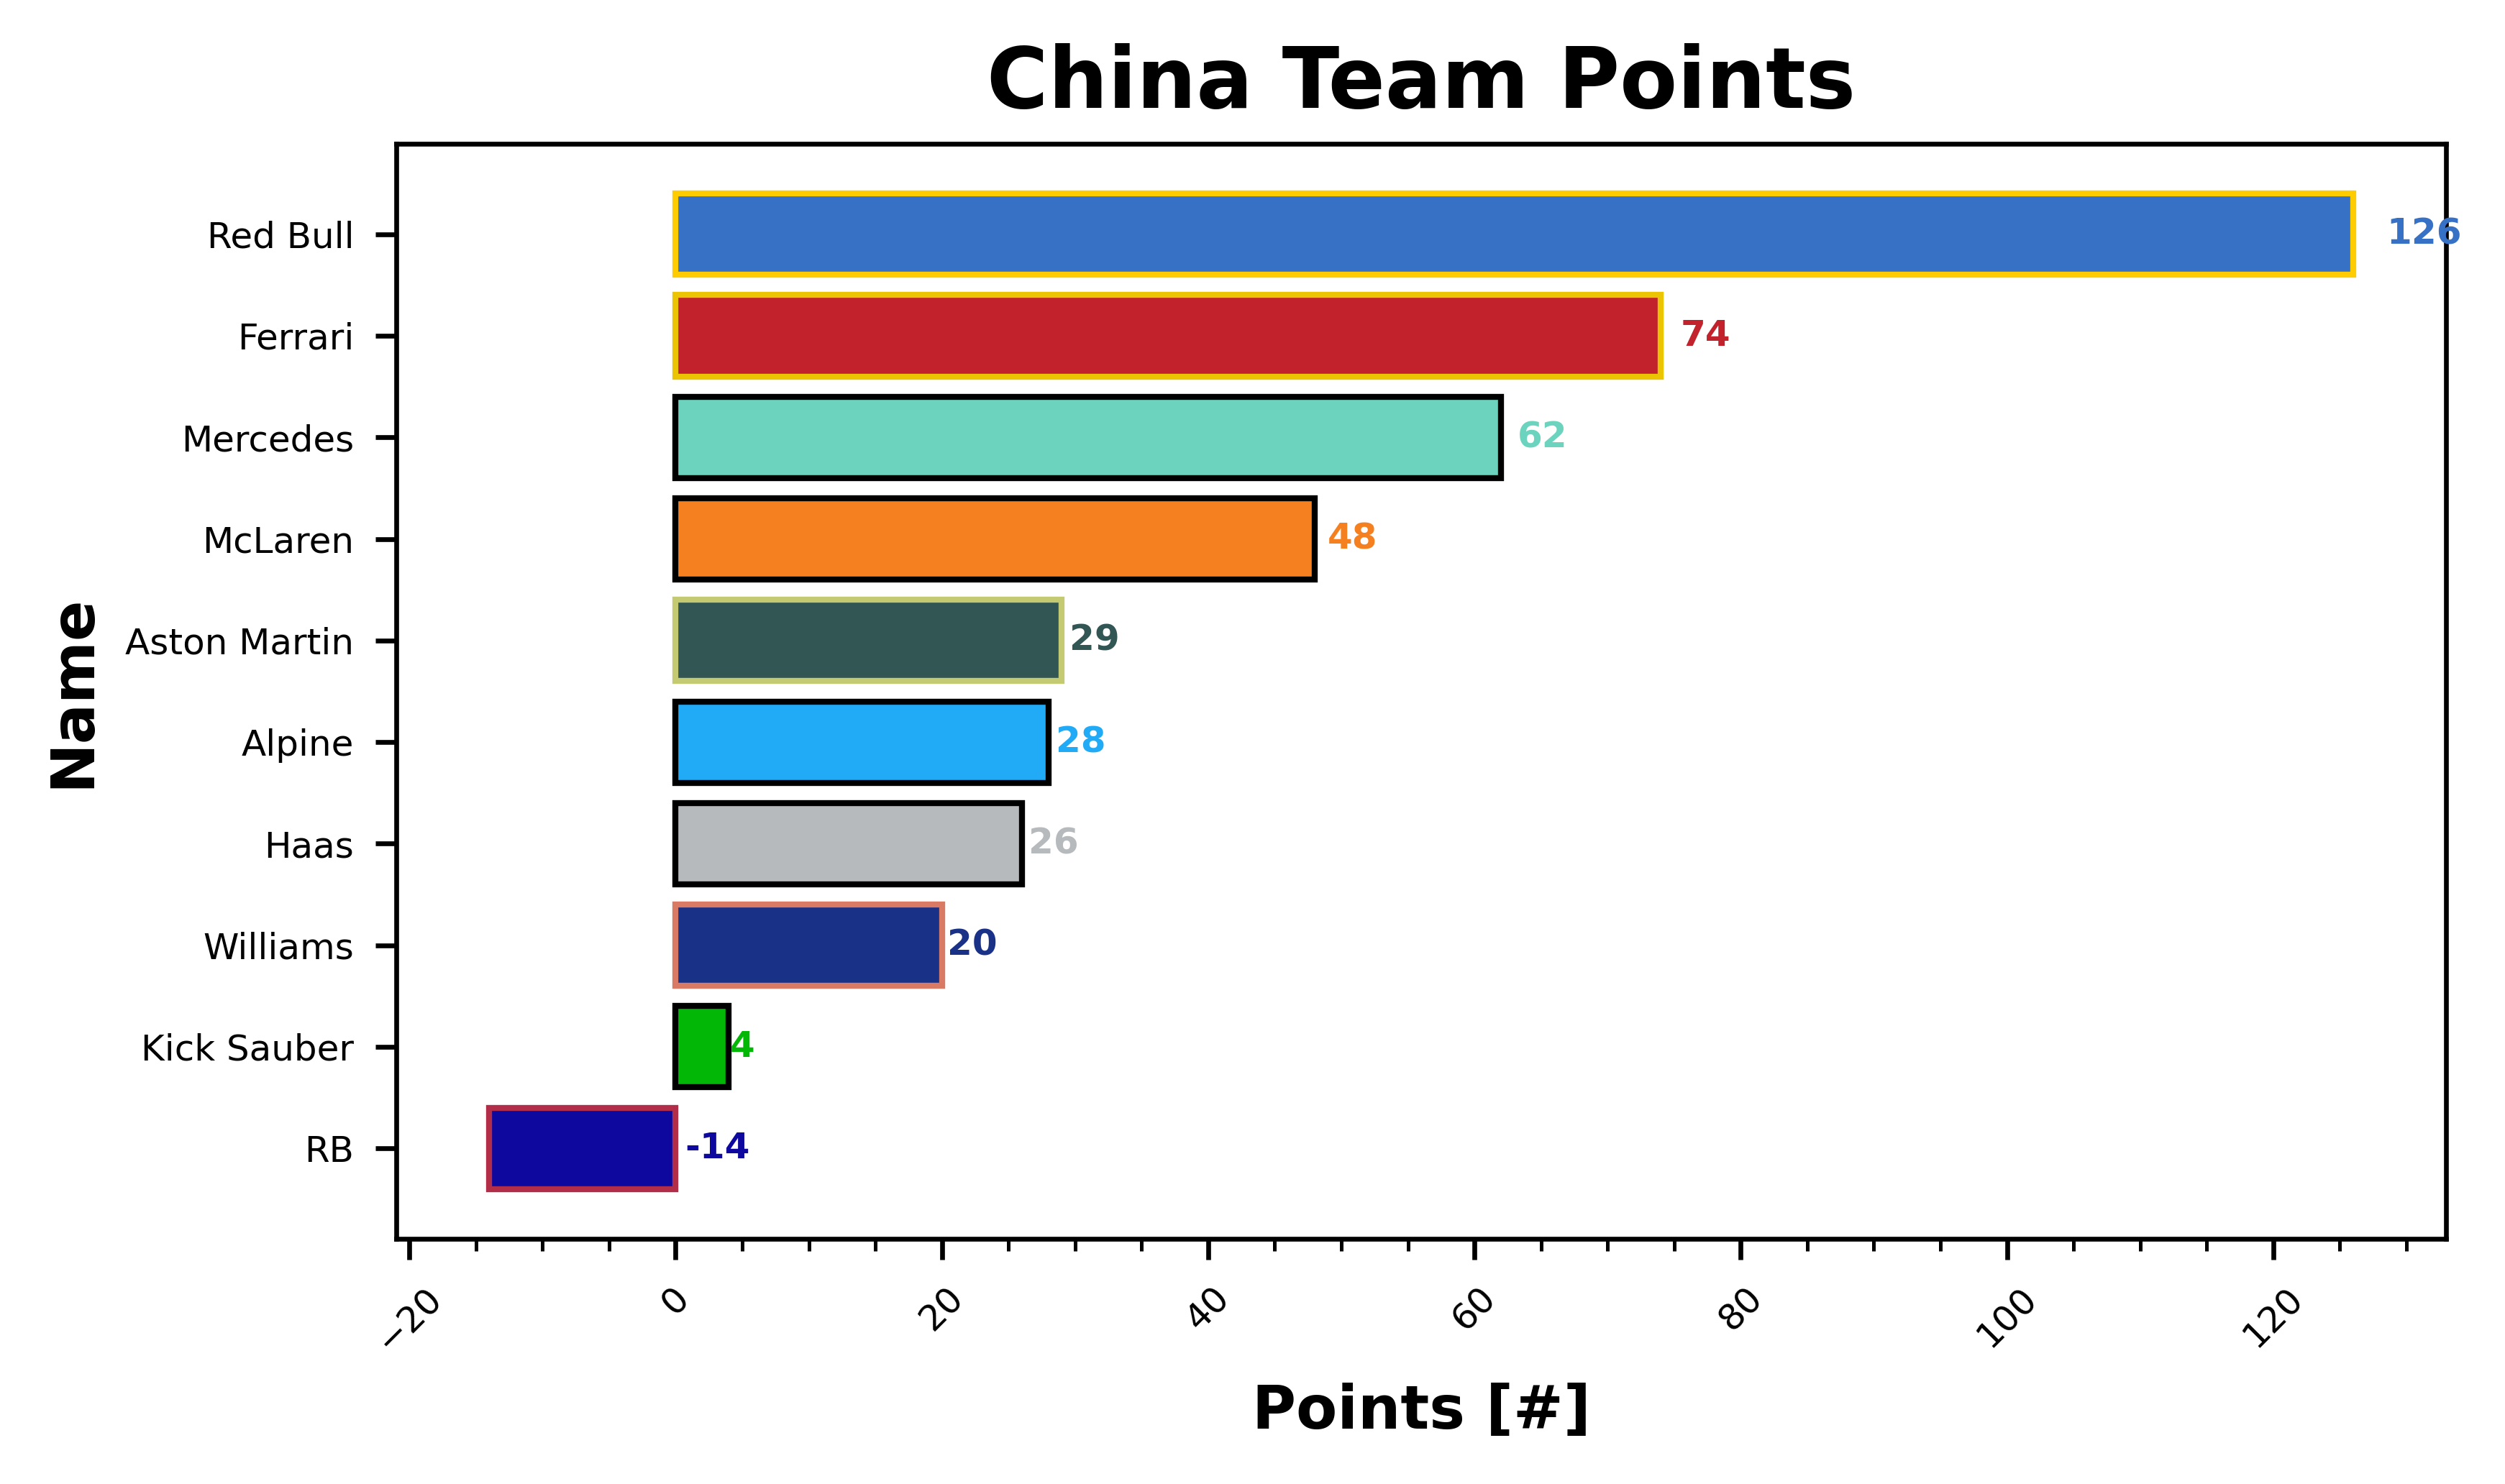 China Team Points
Name
Red Bull 126
Ferrari 74
Mercedes 62
McLaren 48
Aston Martin 29
Alpine 28
Haas 26
Williams 20
Kick Sauber 4
RB -14
−20 0 20 40 60 80 100 120
Points [#]